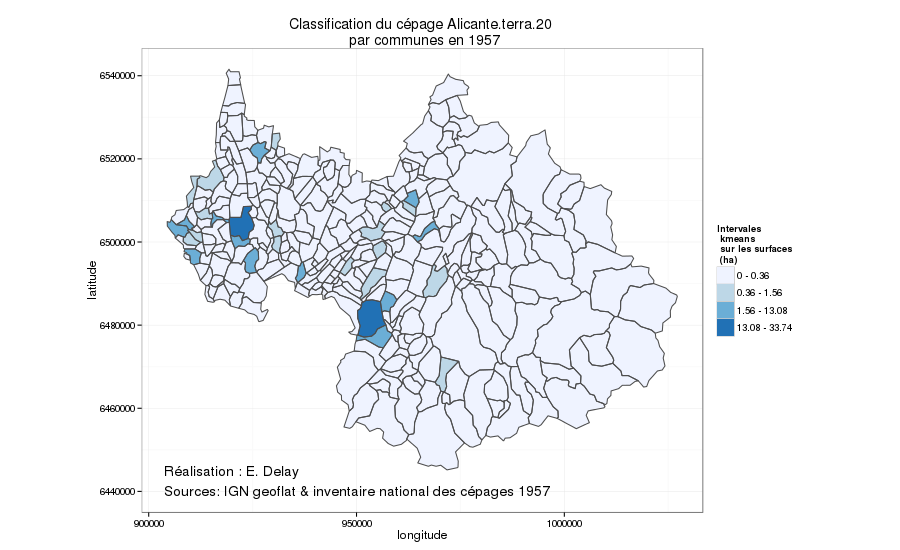 Classification du cépage Alicante.terra.20
par communes en 1957
6540000
6520000
6500000
6480000
6460000
6440000
latitude
900000
950000
1000000
longitude
Réalisation : E. Delay
Sources: IGN geoflat & inventaire national des cépages 1957
Intervales
kmeans
sur les surfaces
(ha)
0 - 0.36
0.36 - 1.56
1.56 - 13.08
13.08 - 33.74